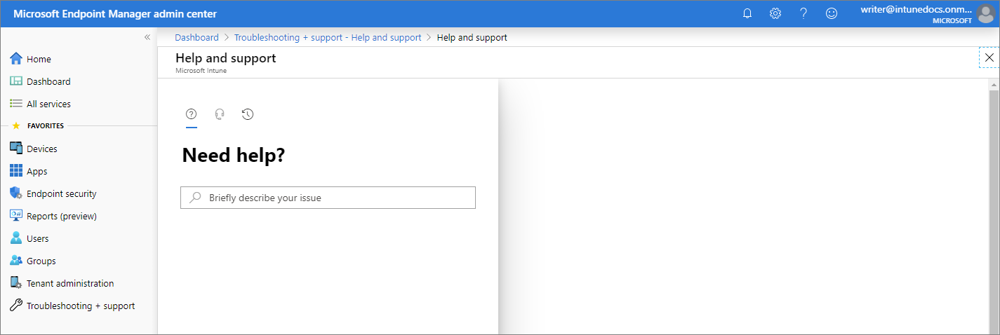 Microsoft Endpoint Manager admin center
writer@intunedocs.onm...
MICROSOFT
Home
Dashboard
All services
FAVORITES
Devices
Apps
Endpoint security
Reports (preview)
Users
Groups
Tenant administration
Troubleshooting + support
Dashboard > Troubleshooting + support - Help and support > Help and support
Help and support
Microsoft Intune
Need help?
Briefly describe your issue